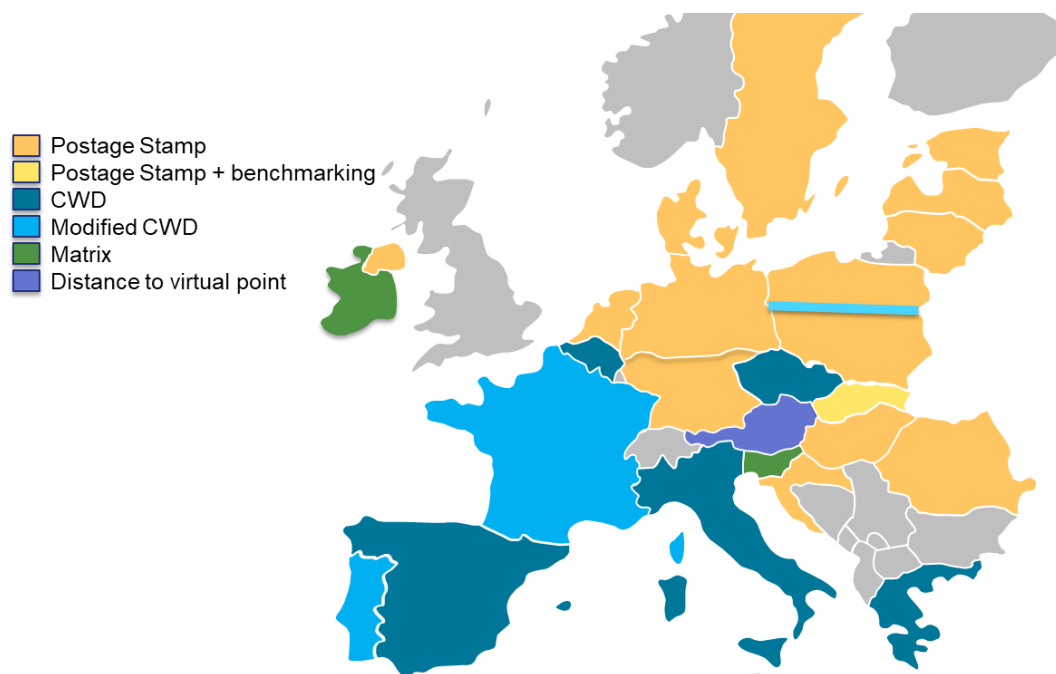 Postage Stamp
Postage Stamp + benchmarking
CWD
Modified CWD
Matrix
Distance to virtual point